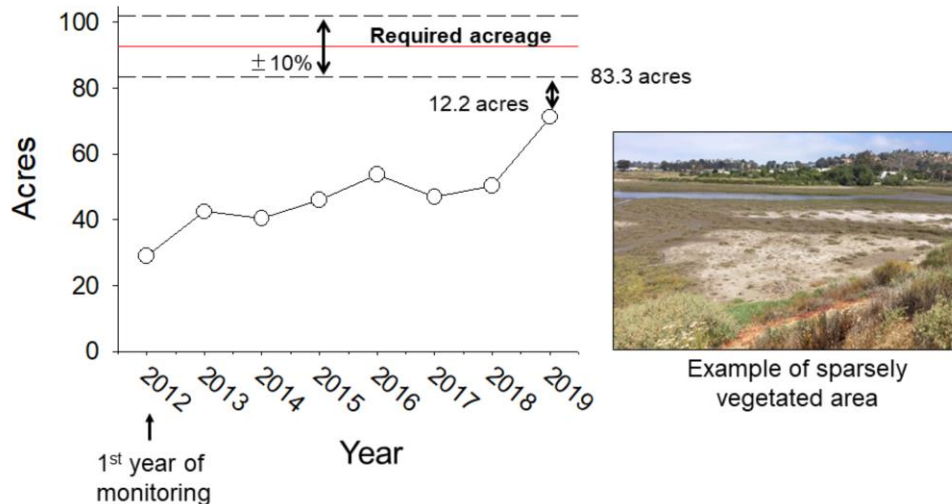 100
80
60
40
20
0
Acres
Required acreage
±10%
83.3 acres
12.2 acres
2012
2013
2014
2015
2016
2017
2018
2019
Year
1st year of
monitoring
Example of sparsely
vegetated area